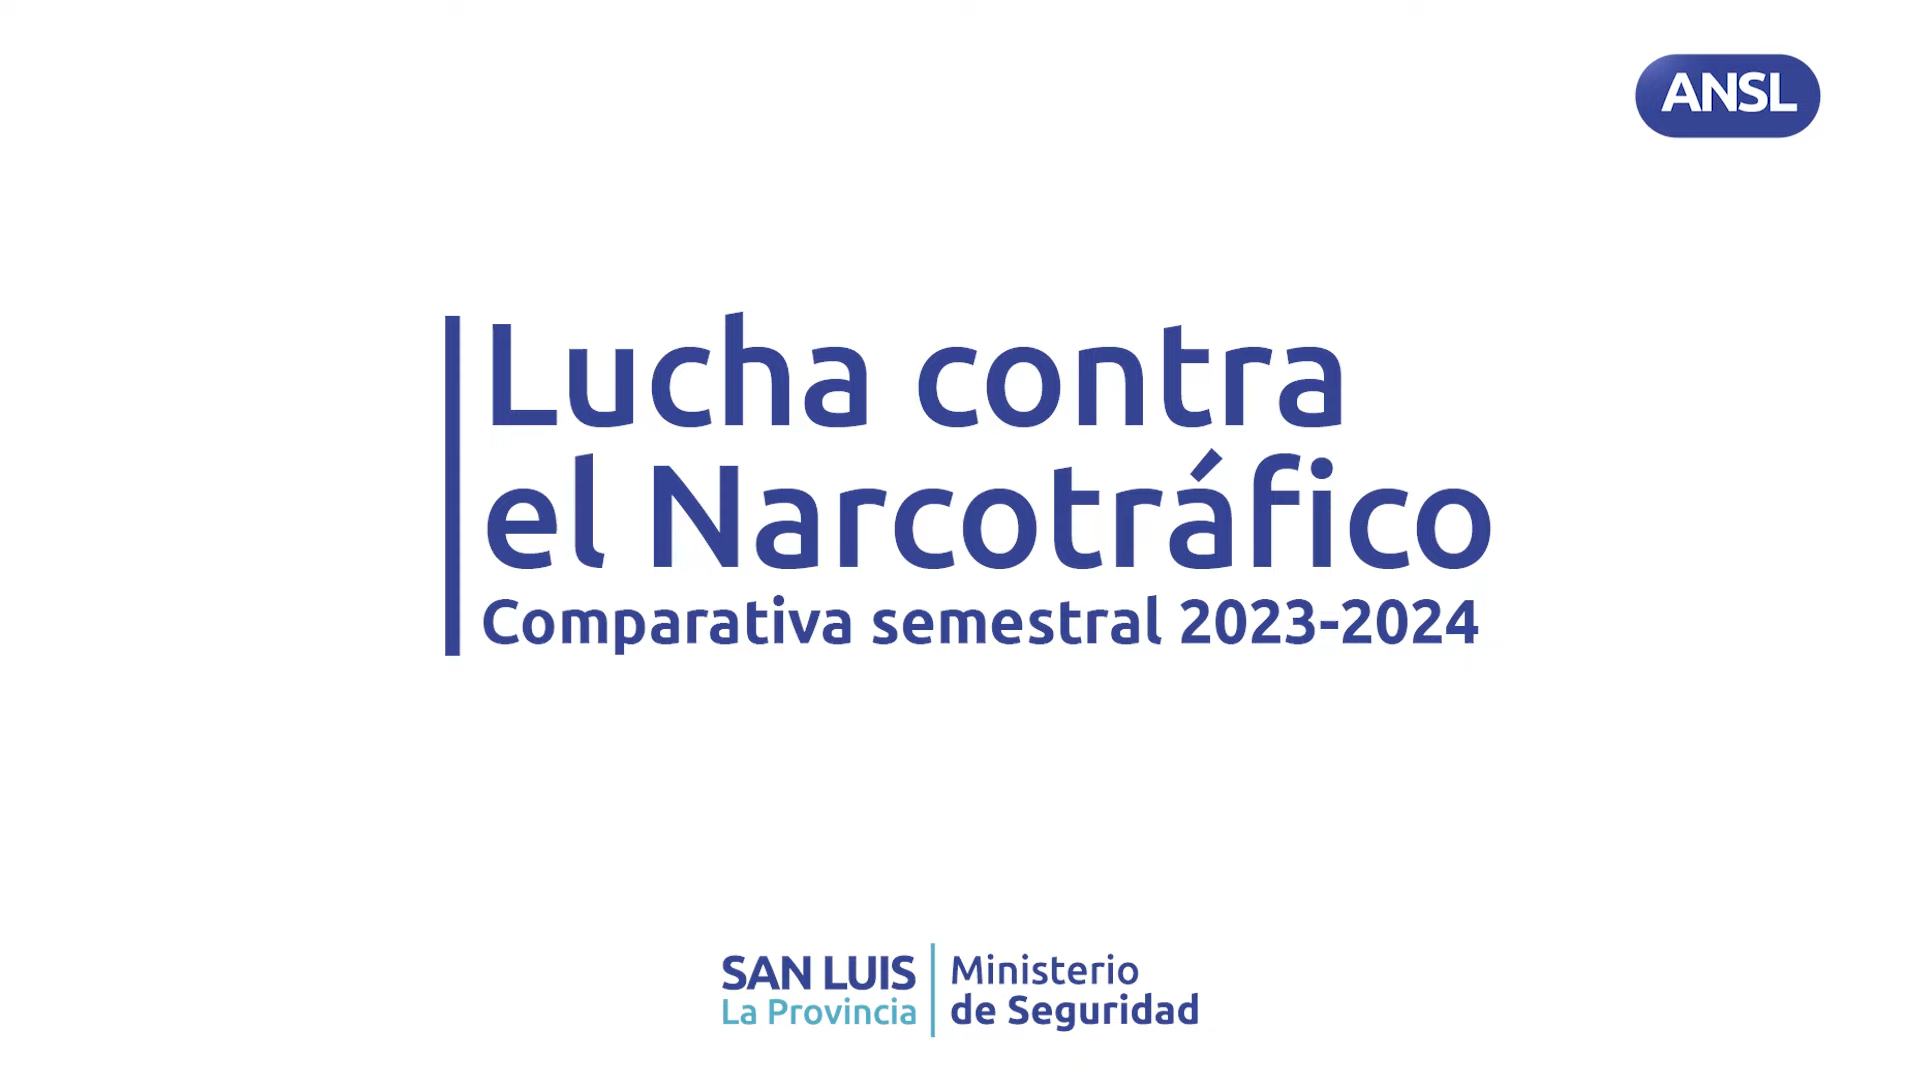 ANSL
Lucha contra
el Narcotráfico
Comparativa semestral 2023-2024
SAN LUIS
La Provincia
Ministerio
de Seguridad